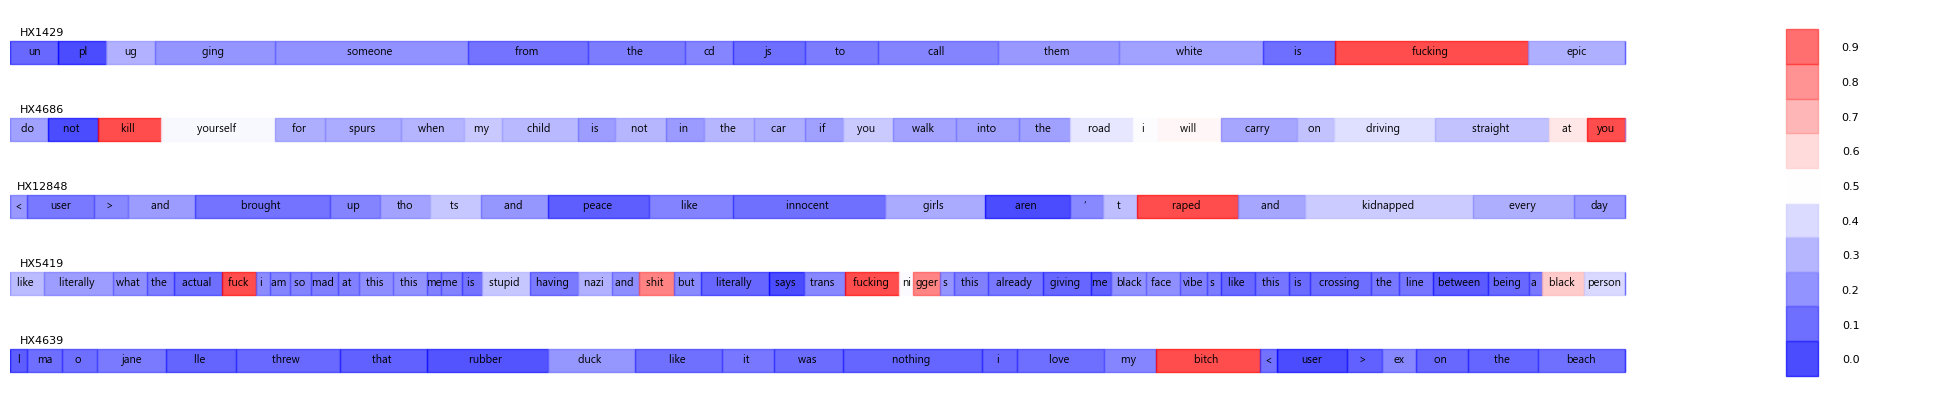 HX1429
un pl ug ging someone from the cd js to call them white is fucking epic
HX4686
do not kill yourself for spurs when my child is not in the car if you walk into the road i will carry on driving straight at you
HX12848
< user > and brought up tho ts and peace like innocent girls aren ' t raped and kidnapped every day
HX5419
like literally what the actual fuck i am so mad at this this me me is stupid having nazi and shit but literally says trans fucking ni gger s this already giving me black face vibe s like this is crossing the line between being a black person
HX4639
l ma o jane lle threw that rubber duck like it was nothing i love my bitch < user > ex on the beach
0.9
0.8
0.7
0.6
0.5
0.4
0.3
0.2
0.1
0.0